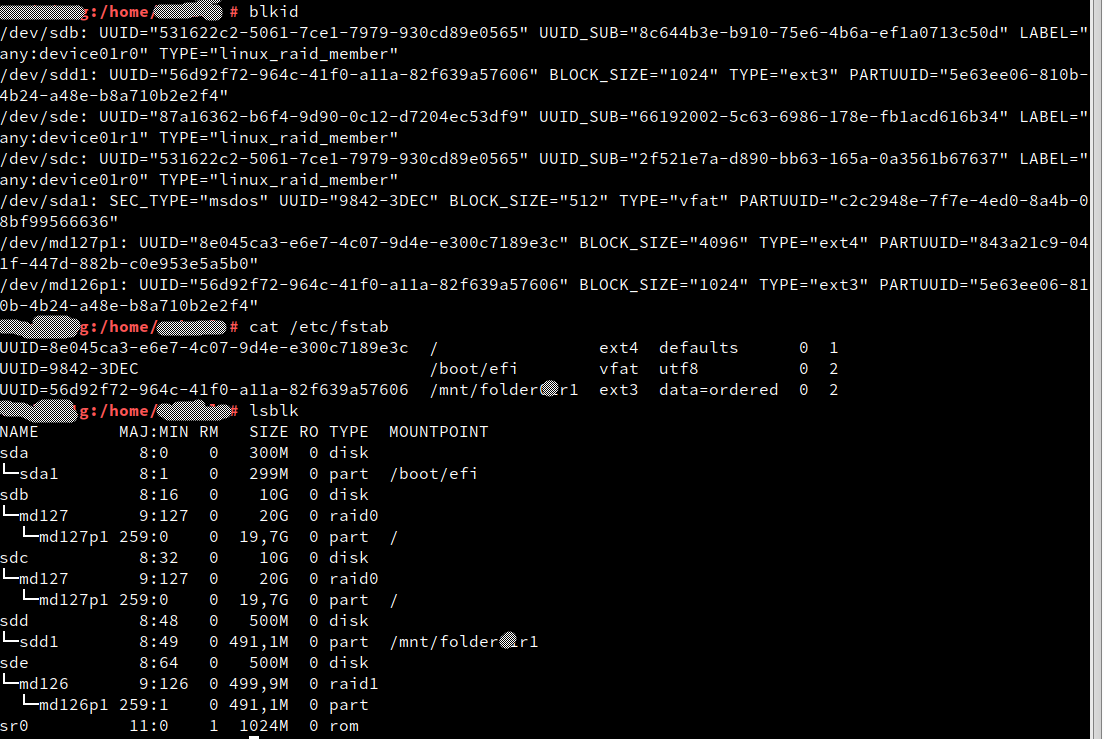 g:/home/ # blkid
/dev/sdb: UUID="531622c2-5061-7ce1-7979-930cd89e0565" UUID_SUB="8c644b3e-b910-75e6-4b6a-ef1a0713c50d" LABEL="
any:device01r0" TYPE="linux_raid_member"
/dev/sdd1: UUID="56d92f72-964c-41f0-a11a-82f639a57606" BLOCK_SIZE="1024" TYPE="ext3" PARTUUID="5e63ee06-810b-
4b24-a48e-b8a710b2e2f4"
/dev/sde: UUID="87a16362-b6f4-9d90-0c12-d7204ec53df9" UUID_SUB="66192002-5c63-6986-178e-fb1acd616b34" LABEL="
any:device01r1" TYPE="linux_raid_member"
/dev/sdc: UUID="531622c2-5061-7ce1-7979-930cd89e0565" UUID_SUB="2f521e7a-d890-bb63-165a-0a3561b67637" LABEL="
any:device01r0" TYPE="linux_raid_member"
/dev/sda1: SEC_TYPE="msdos" UUID="9842-3DEC" BLOCK_SIZE="512" TYPE="vfat" PARTUUID="c2c2948e-7f7e-4ed0-8a4b-0
8bf99566636"
/dev/md127p1: UUID="8e045ca3-e6e7-4c07-9d4e-e300c7189e3c" BLOCK_SIZE="4096" TYPE="ext4" PARTUUID="843a21c9-04
1f-447d-882b-c0e953e5a5b0"
/dev/md126p1: UUID="56d92f72-964c-41f0-a11a-82f639a57606" BLOCK_SIZE="1024" TYPE="ext3" PARTUUID="5e63ee06-81
0b-4b24-a48e-b8a710b2e2f4"
g:/home/ # cat /etc/fstab
UUID=8e045ca3-e6e7-4c07-9d4e-e300c7189e3c  /                ext4  defaults      0  1
UUID=9842-3DEC                             /boot/efi        vfat  utf8          0  2
UUID=56d92f72-964c-41f0-a11a-82f639a57606  /mnt/folder r1  ext3  data=ordered  0  2
g:/home/ # lsblk
NAME        MAJ:MIN RM   SIZE RO TYPE  MOUNTPOINT
sda           8:0    0   300M  0 disk
└─sda1        8:1    0   299M  0 part  /boot/efi
sdb           8:16   0    10G  0 disk
└─md127       9:127  0    20G  0 raid0
  └─md127p1 259:0    0  19,7G  0 part  /
sdc           8:32   0    10G  0 disk
└─md127       9:127  0    20G  0 raid0
  └─md127p1 259:0    0  19,7G  0 part  /
sdd           8:48   0   500M  0 disk
└─sdd1        8:49   0 491,1M  0 part  /mnt/folder r1
sde           8:64   0   500M  0 disk
└─md126       9:126  0 499,9M  0 raid1
  └─md126p1 259:1    0 491,1M  0 part
sr0          11:0    1  1024M  0 rom